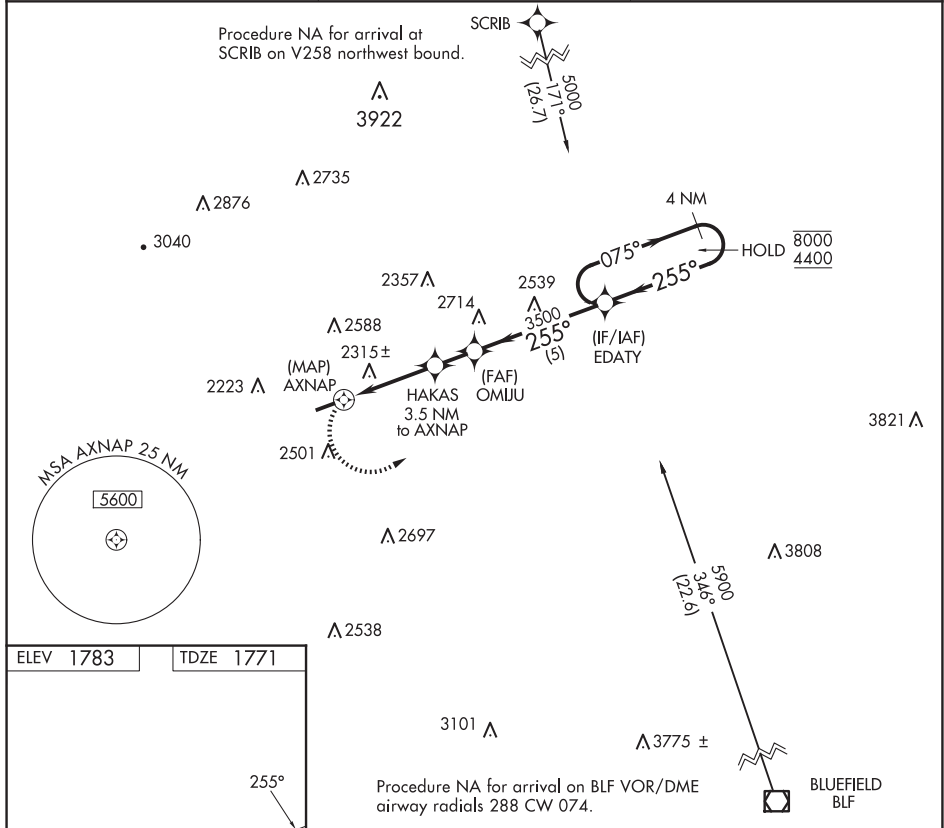 SCRIB
Procedure NA for arrival at
SCRIB on V258 northwest bound.
5000
171°
(26.7)
3922
2735
2876
3040
4 NM
075°
HOLD
8000
4400
255°
2357
2539
2714
3500
255°
(5)
(IF/IAF)
EDATY
2588
2315±
(MAP)
AXNAP
2223
HAKAS
3.5 NM
to AXNAP
(FAF)
OMIJU
3821
2501
MSA AXNAP 25 NM
5600
2697
3808
5900
346°
(22.6)
2538
ELEV 1783
TDZE 1771
3101
3775 ±
255°
Procedure NA for arrival on BLF VOR/DME
airway radials 288 CW 074.
BLUEFIELD
BLF